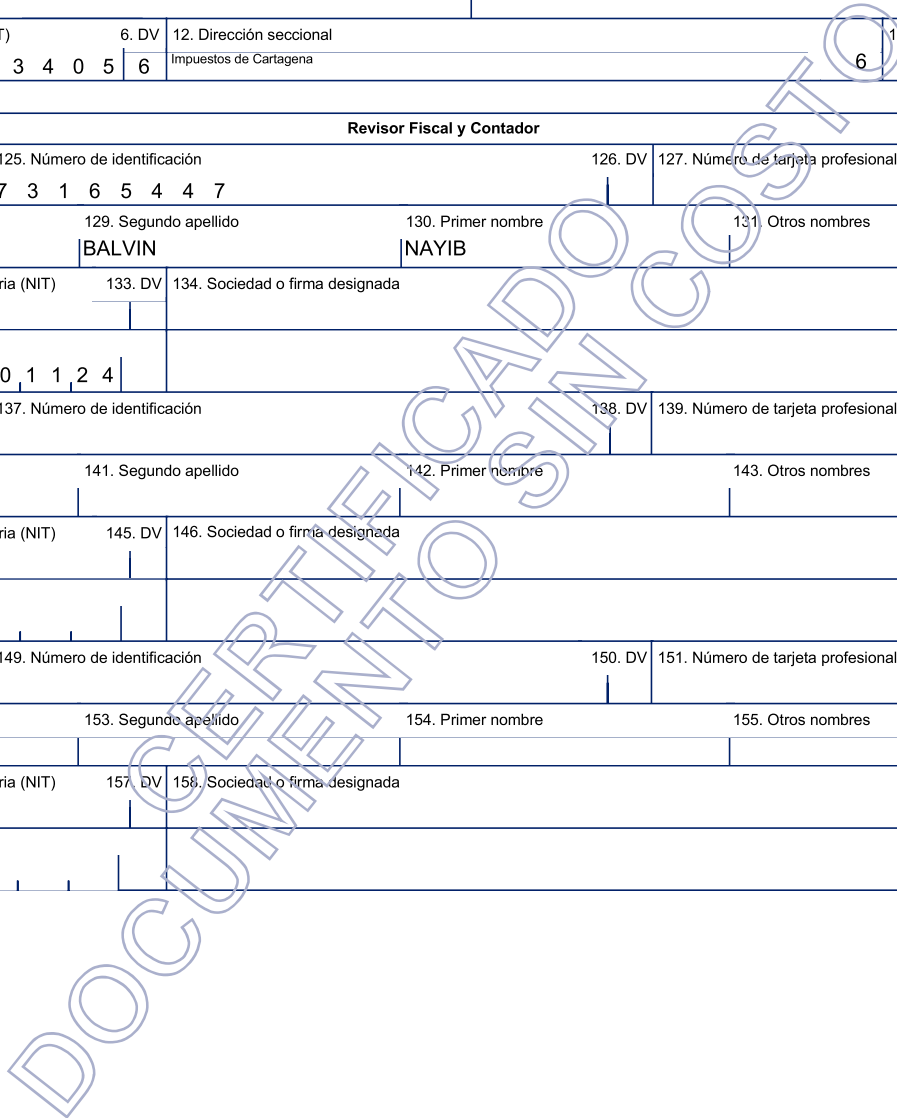 T) 6. DV 12. Dirección seccional 1
3 4 0 5 6 Impuestos de Cartagena 6
Revisor Fiscal y Contador
125. Número de identificación 126. DV 127. Número de tarjeta profesional
7 3 1 6 5 4 4 7
129. Segundo apellido 130. Primer nombre 131. Otros nombres
BALVIN NAYIB
ria (NIT) 133. DV 134. Sociedad o firma designada
0 1 1 2 4
137. Número de identificación 138. DV 139. Número de tarjeta profesional
141. Segundo apellido 142. Primer nombre 143. Otros nombres
ria (NIT) 145. DV 146. Sociedad o firma designada
149. Número de identificación 150. DV 151. Número de tarjeta profesional
153. Segundo apellido 154. Primer nombre 155. Otros nombres
ria (NIT) 157. DV 158. Sociedad o firma designada
CERTIFICADO
DOCUMENTO SIN COSTO